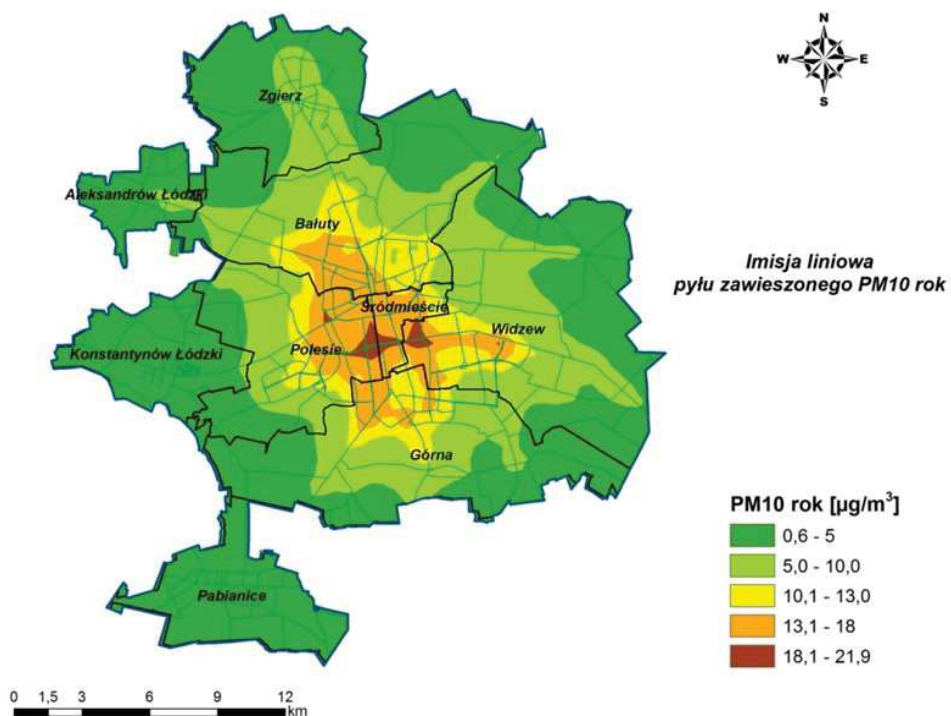 N
W E
S
Zgierz
Aleksandrów Łódzki
Bałuty
Imisja liniowa
pyłu zawieszonego PM10 rok
Śródmieście
Widzew
Polesie
Konstantynów Łódzki
Górna
PM10 rok [µg/m³]
0,6 - 5
5,0 - 10,0
10,1 - 13,0
13,1 - 18
18,1 - 21,9
Pabianice
0 1,5 3 6 9 12
km